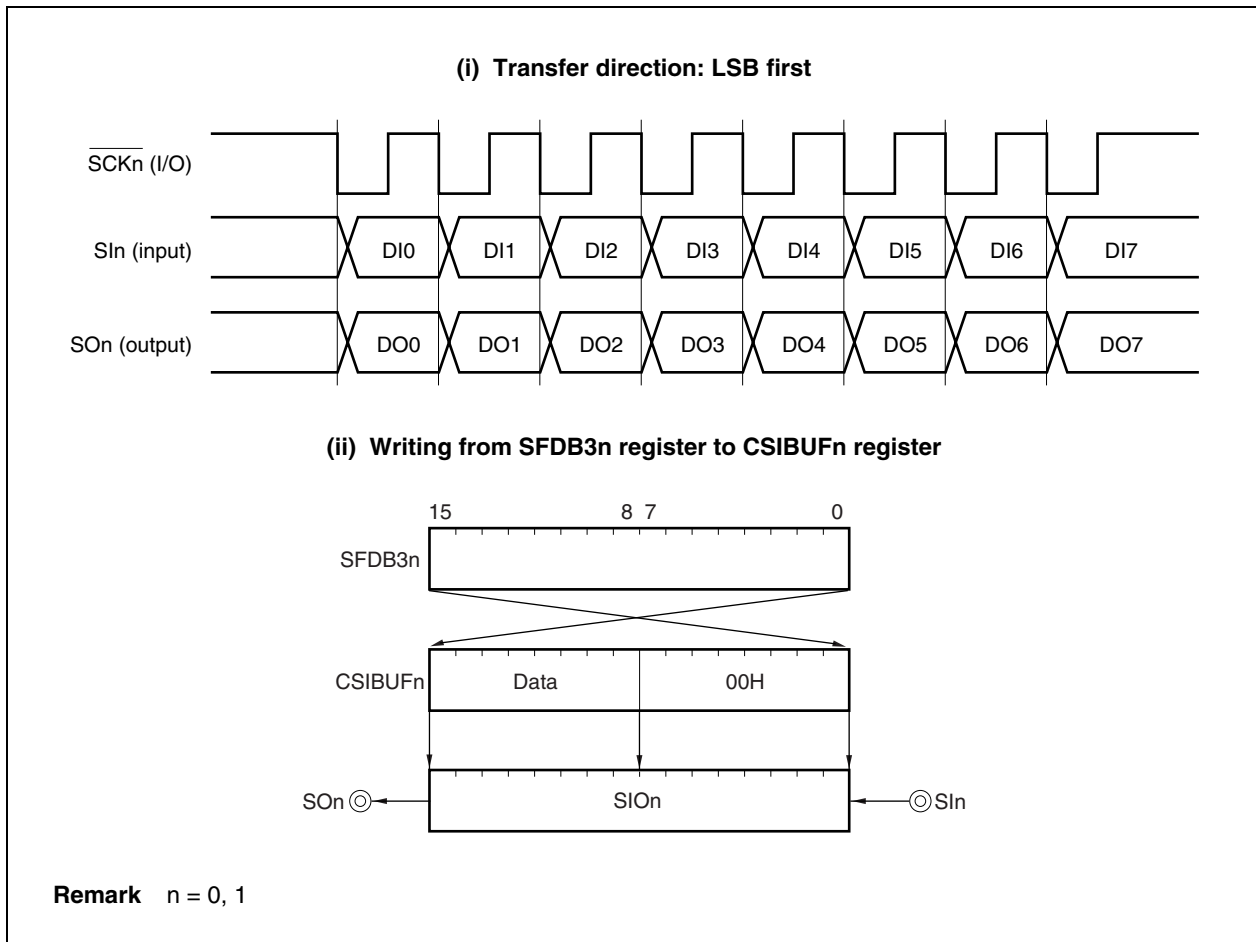 (i) Transfer direction: LSB first
SCKn (I/O)
SIn (input) DI0 DI1 DI2 DI3 DI4 DI5 DI6 DI7
SOn (output) DO0 DO1 DO2 DO3 DO4 DO5 DO6 DO7
(ii) Writing from SFDB3n register to CSIBUFn register
15 8 7 0
SFDB3n
CSIBUFn Data 00H
SOn SIOn SIn
Remark n = 0, 1